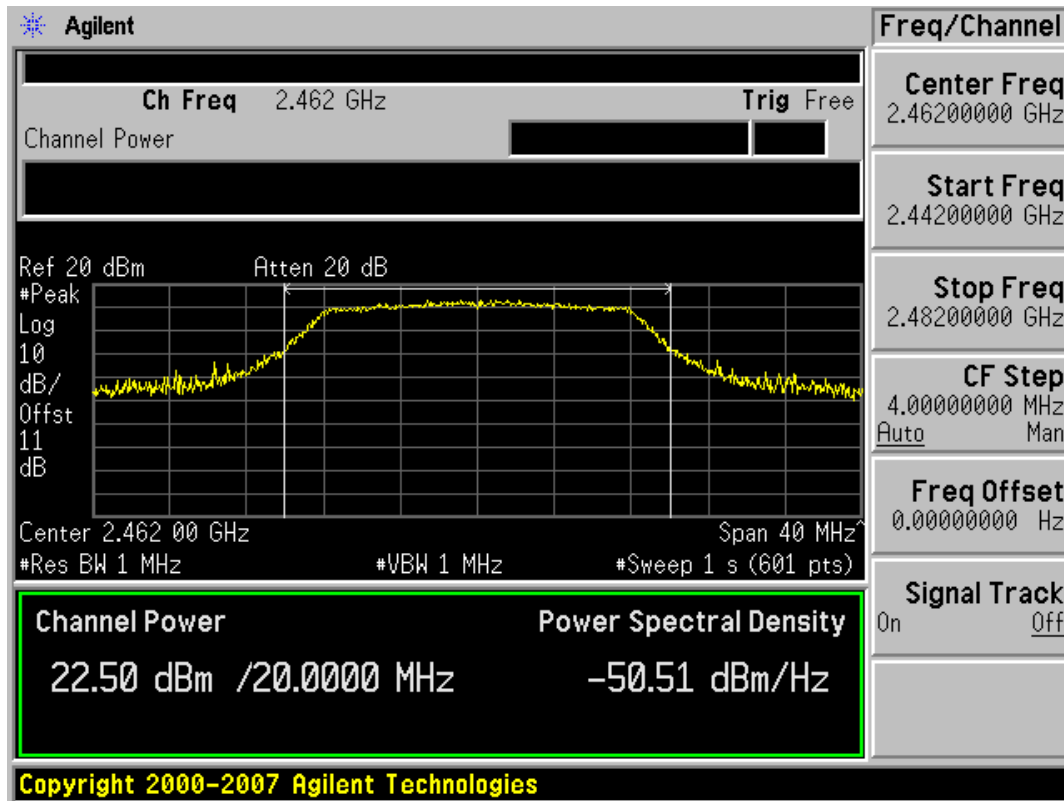 Agilent
Freq/Channel
Ch Freq 2.462 GHz Trig Free
Channel Power
Ref 20 dBm Atten 20 dB
#Peak
Log
10
dB/
Offst
11
dB
Center 2.462 00 GHz Span 40 MHz^
#Res BW 1 MHz #VBW 1 MHz #Sweep 1 s (601 pts)
Channel Power Power Spectral Density
22.50 dBm /20.0000 MHz -50.51 dBm/Hz
Center Freq
2.46200000 GHz
Start Freq
2.44200000 GHz
Stop Freq
2.48200000 GHz
CF Step
4.00000000 MHz
Auto Man
Freq Offset
0.00000000 Hz
Signal Track
On Off
Copyright 2000-2007 Agilent Technologies